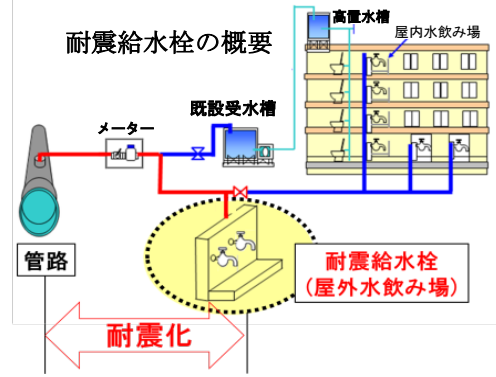 耐震給水栓の概要
高置水槽
屋内水飲み場
既設受水槽
メーター
管路
耐震給水栓
(屋外水飲み場)
耐震化